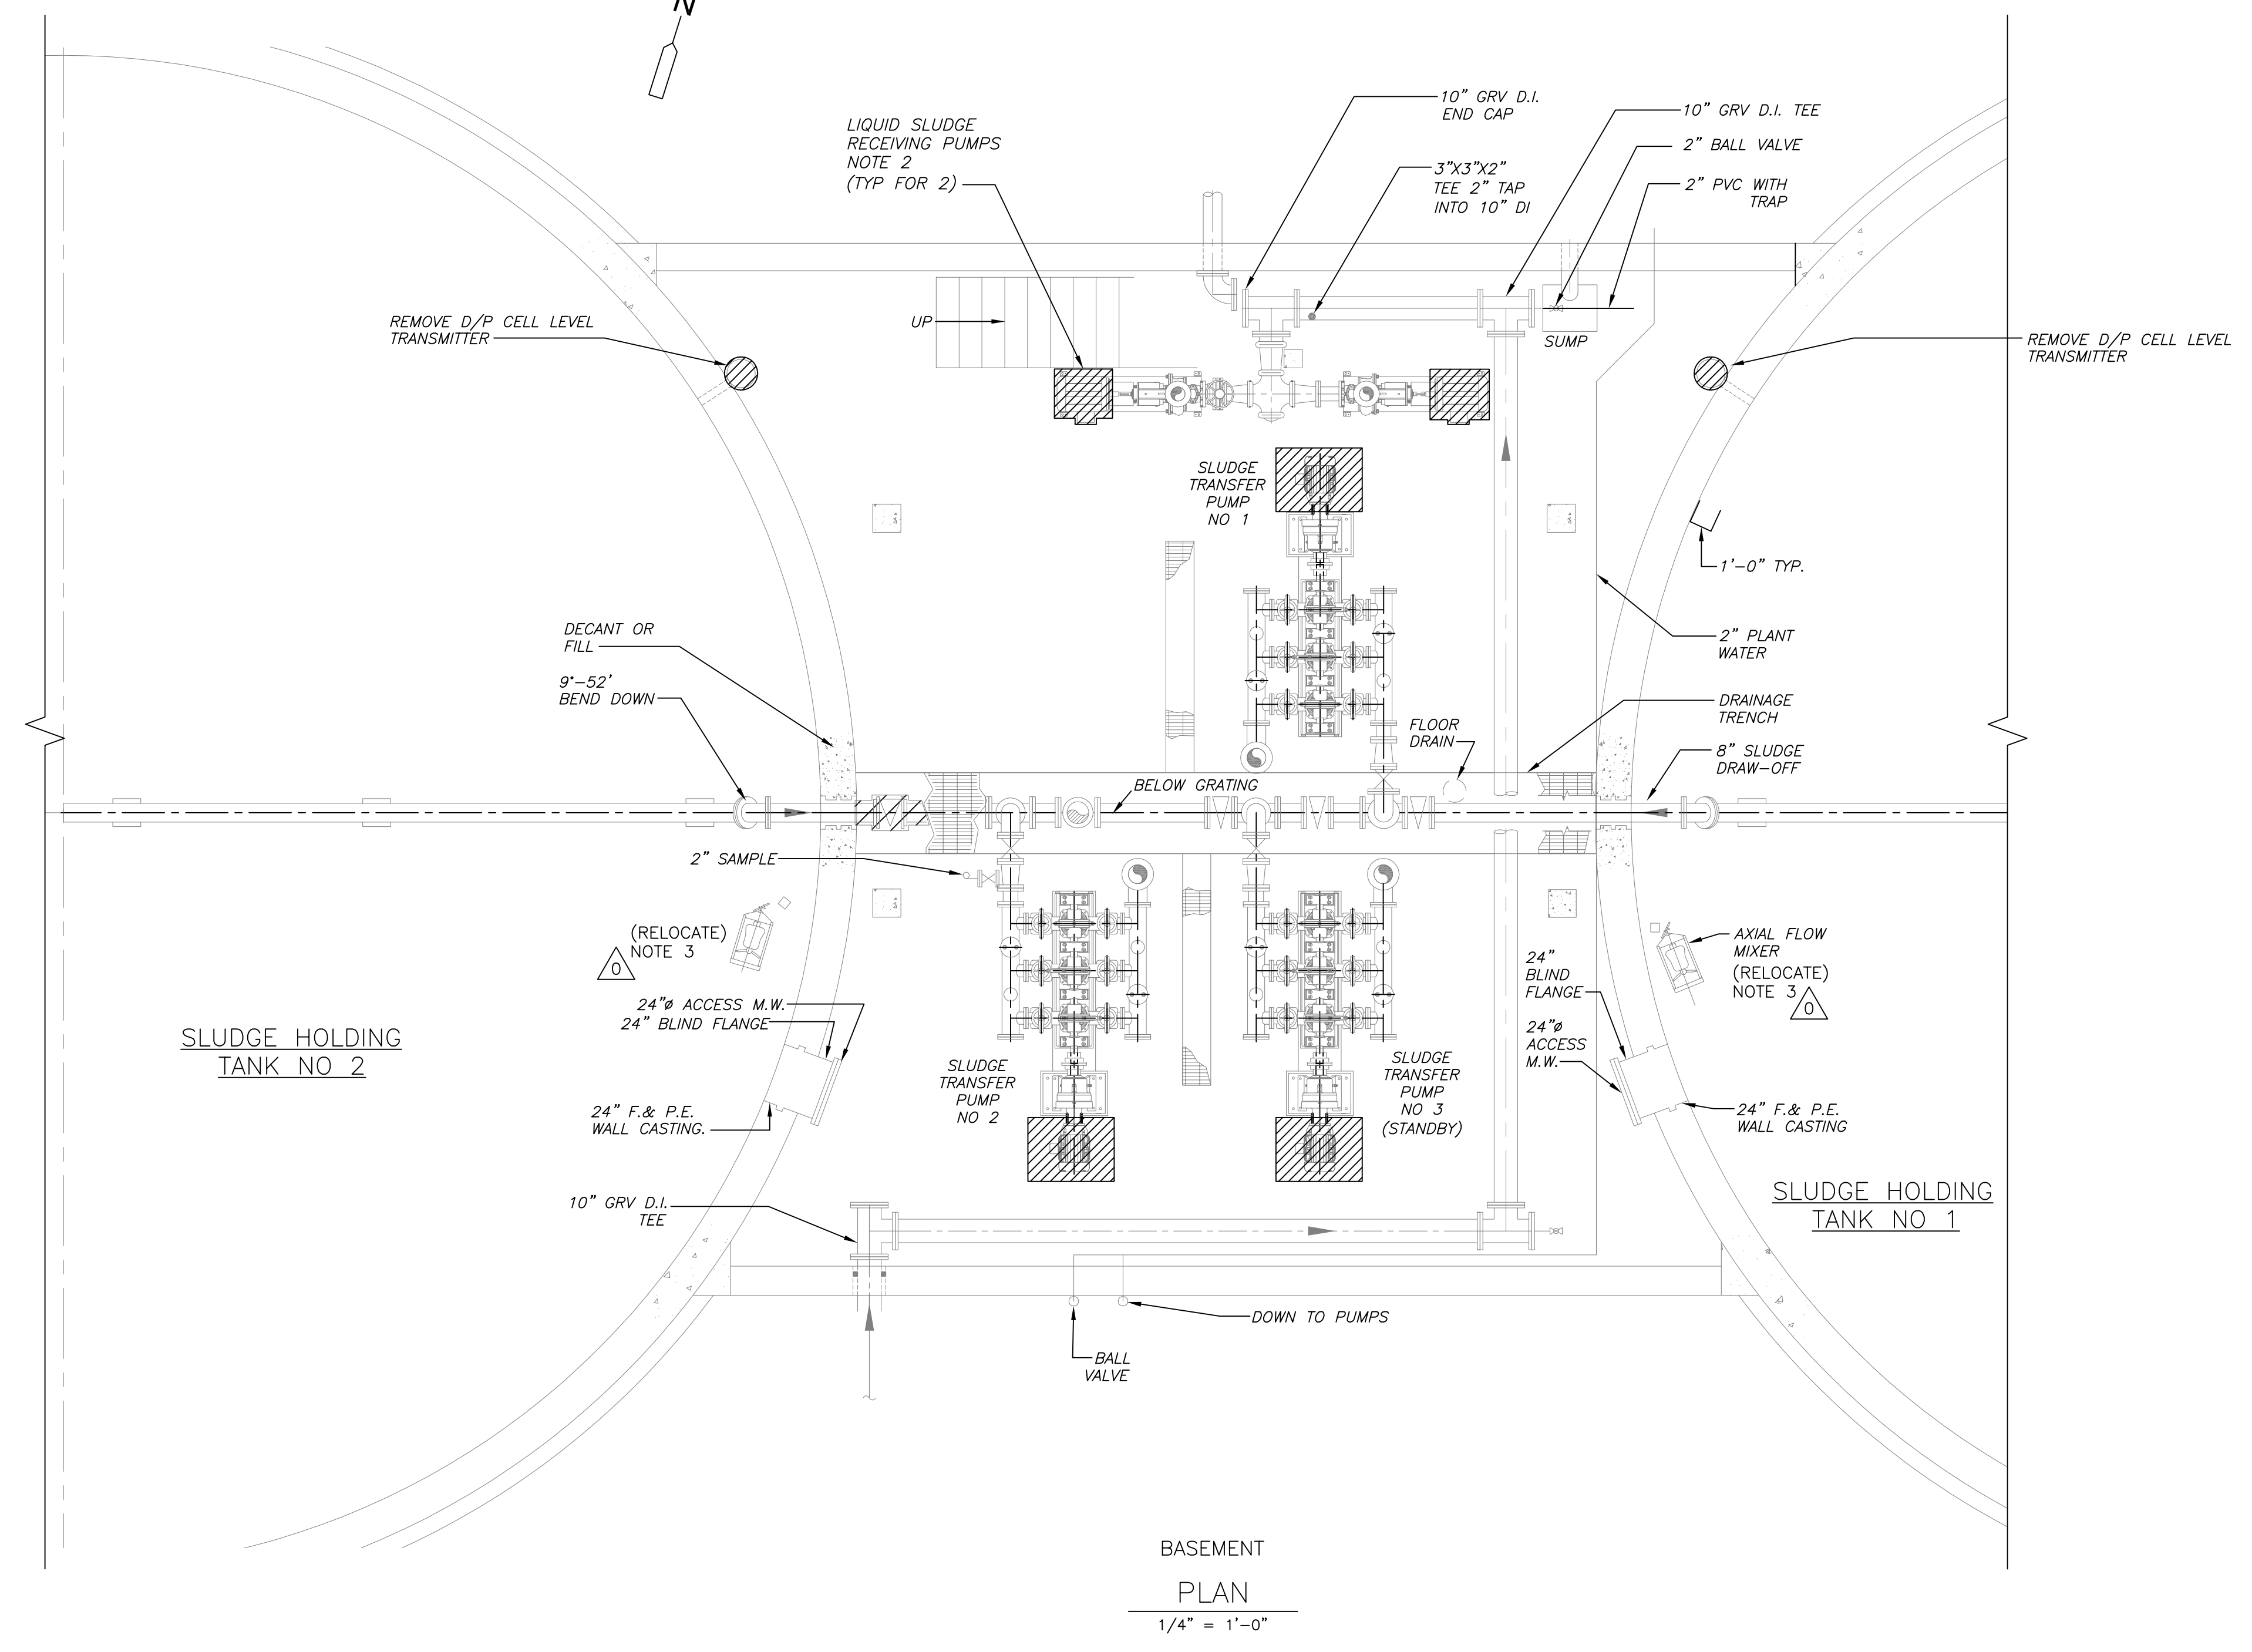 N
LIQUID SLUDGE
RECEIVING PUMPS
NOTE 2
(TYP FOR 2)
10" GRV D.I.
END CAP
10" GRV D.I. TEE
2" BALL VALVE
3"X3"X2"
TEE 2" TAP
INTO 10" DI
2" PVC WITH
TRAP
REMOVE D/P CELL LEVEL
TRANSMITTER
UP
SUMP
REMOVE D/P CELL LEVEL
TRANSMITTER
SLUDGE
TRANSFER
PUMP
NO 1
1'-0" TYP.
DECANT OR
FILL
9°-52'
BEND DOWN
2" PLANT
WATER
DRAINAGE
TRENCH
FLOOR
DRAIN
8" SLUDGE
DRAW-OFF
BELOW GRATING
2" SAMPLE
(RELOCATE)
NOTE 3
0
AXIAL FLOW
MIXER
(RELOCATE)
NOTE 3
0
24"
BLIND
FLANGE
24"ø ACCESS M.W.
24" BLIND FLANGE
24"ø
ACCESS
M.W.
SLUDGE HOLDING
TANK NO 2
SLUDGE
TRANSFER
PUMP
NO 2
SLUDGE
TRANSFER
PUMP
NO 3
(STANDBY)
24" F.& P.E.
WALL CASTING.
24" F.& P.E.
WALL CASTING
SLUDGE HOLDING
TANK NO 1
10" GRV D.I.
TEE
DOWN TO PUMPS
BALL
VALVE
BASEMENT
PLAN
1/4" = 1'-0"